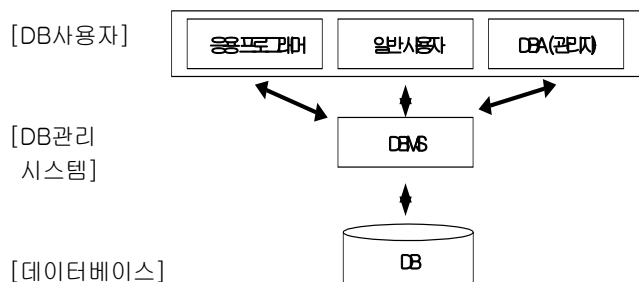 [DB사용자]
응용프로그래머
일반사용자
DBA(관리자)
[DB관리
시스템]
DBMS
[데이터베이스]
DB